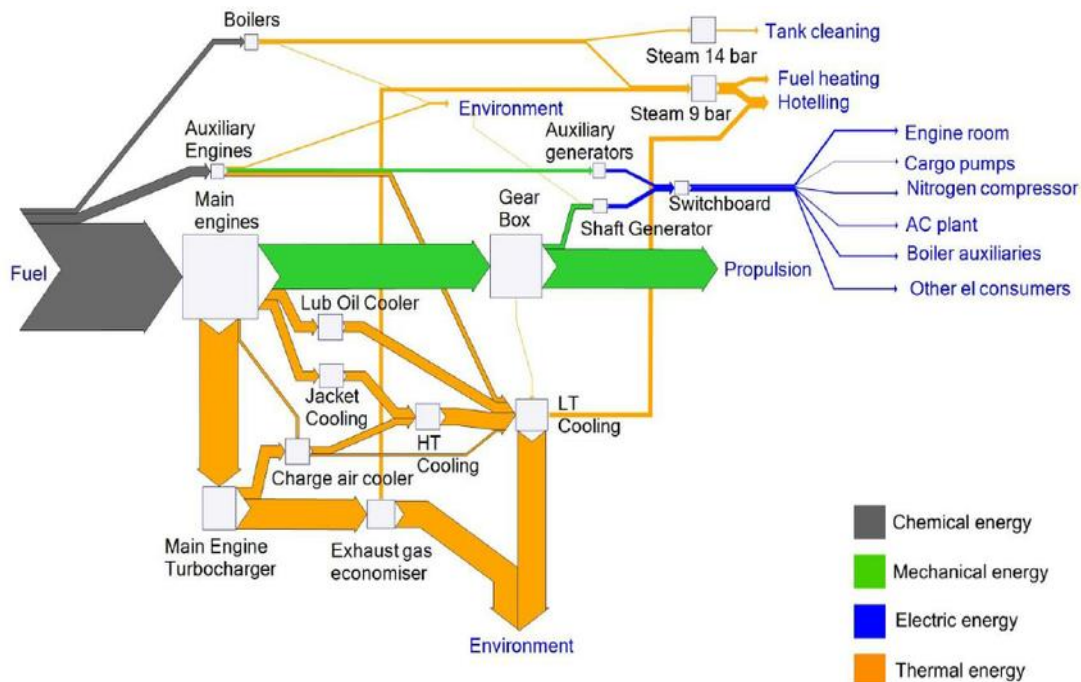 Boilers
Steam 14 bar
Tank cleaning
Fuel heating
Hotelling
Steam 9 bar
Environment
Auxiliary
Engines
Auxiliary
generators
Engine room
Cargo pumps
Nitrogen compressor
AC plant
Boiler auxiliaries
Other el consumers
Switchboard
Main
engines
Gear
Box
Shaft Generator
Fuel
Propulsion
Lub Oil Cooler
Jacket
Cooling
HT
Cooling
LT
Cooling
Charge air cooler
Main Engine
Turbocharger
Exhaust gas
economiser
Environment
Chemical energy
Mechanical energy
Electric energy
Thermal energy